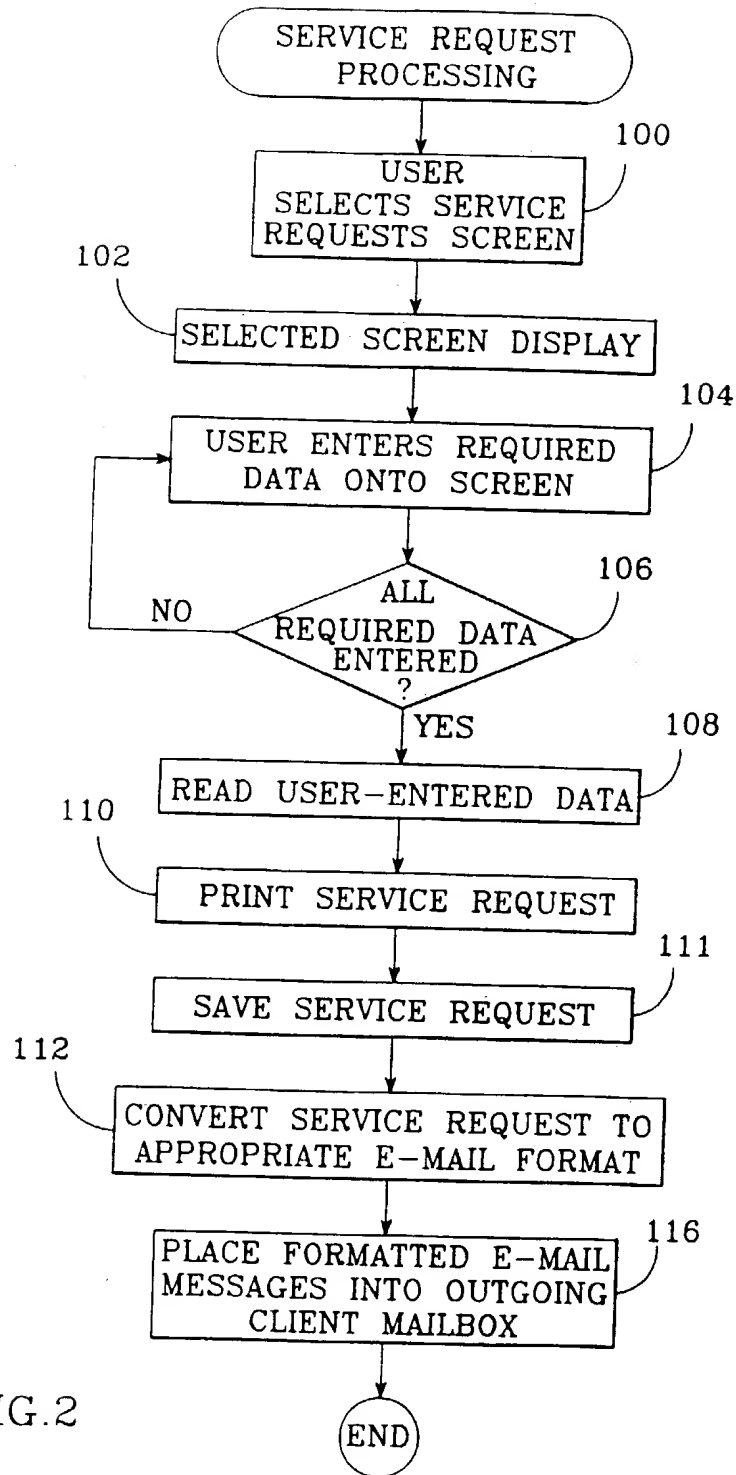 SERVICE REQUEST
PROCESSING
100
USER
SELECTS SERVICE
REQUESTS SCREEN
102
SELECTED SCREEN DISPLAY
104
USER ENTERS REQUIRED
DATA ONTO SCREEN
106
NO
ALL
REQUIRED DATA
ENTERED
?
YES
108
READ USER-ENTERED DATA
110
PRINT SERVICE REQUEST
111
SAVE SERVICE REQUEST
112
CONVERT SERVICE REQUEST TO
APPROPRIATE E-MAIL FORMAT
116
PLACE FORMATTED E-MAIL
MESSAGES INTO OUTGOING
CLIENT MAILBOX
IG.2
END